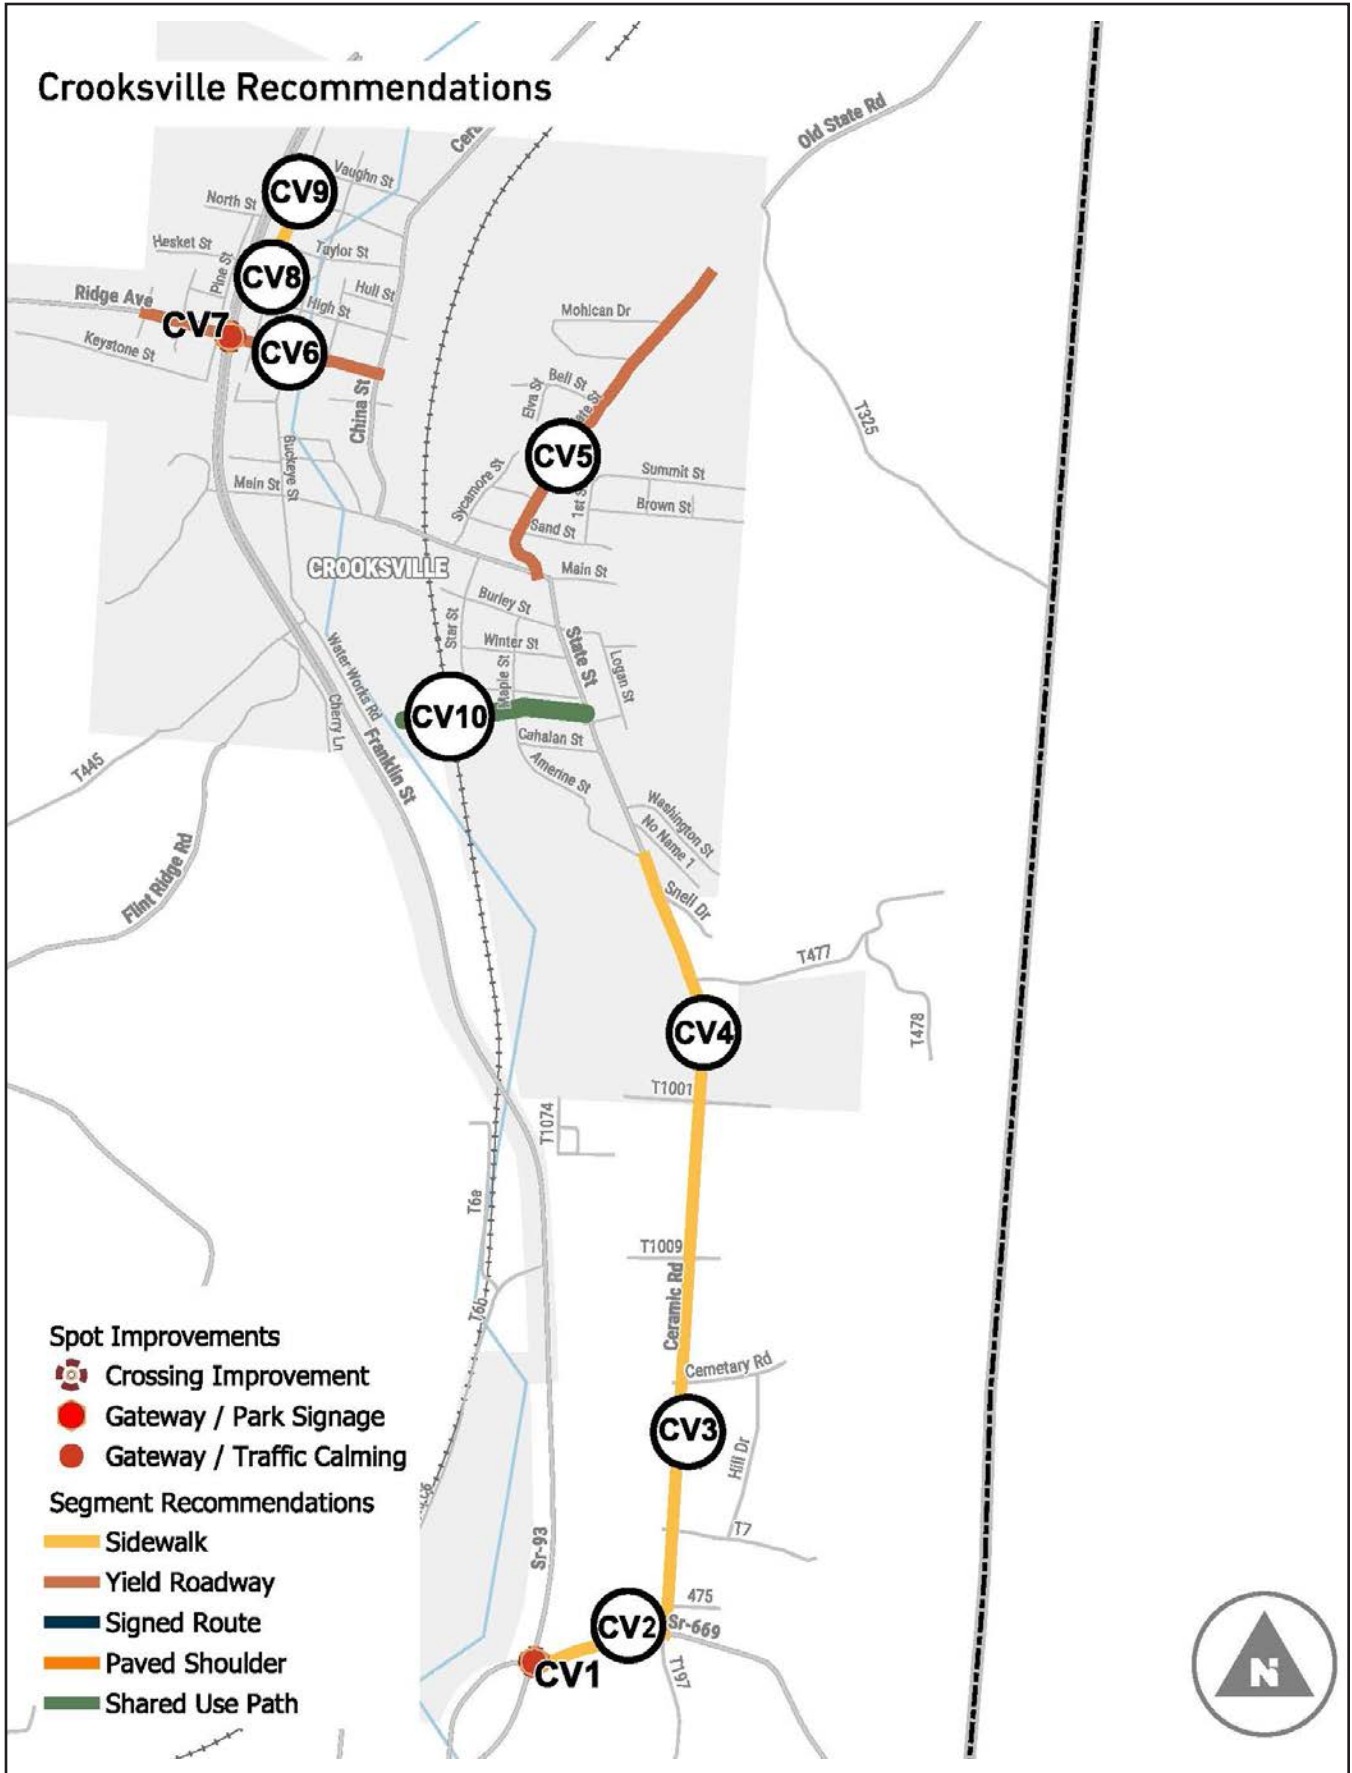 Crooksville Recommendations
Old State Rd
Vaughn St
CV9
North St
Hesket St
Taylor St
Pine St
CV8
Hull St
Ridge Ave
High St
Mohican Dr
CV7
CV6
Keystone St
Bell St
Elva St
China St
T325
CV5
Buckeye St
Summit St
Main St
Sycamore St
1st S
Brown St
Sand St
CROOKSVILLE
Main St
Burley St
Star St
Winter St
State St
Logan St
Water Works Rd
Maple St
CV10
Cherry Ln
Franklin St
Cahalan St
Amerine St
T445
Washington St
No Name 1
Flint Ridge Rd
Snell Dr
T477
CV4
T478
T1001
T1074
T6a
T1009
Ceramic Rd
T6b
Cemetary Rd
CV3
Hill Dr
T7
Sr-93
475
CV2
Sr-669
CV1
T197
Spot Improvements
Crossing Improvement
Gateway / Park Signage
Gateway / Traffic Calming
Segment Recommendations
Sidewalk
Yield Roadway
Signed Route
Paved Shoulder
Shared Use Path
N